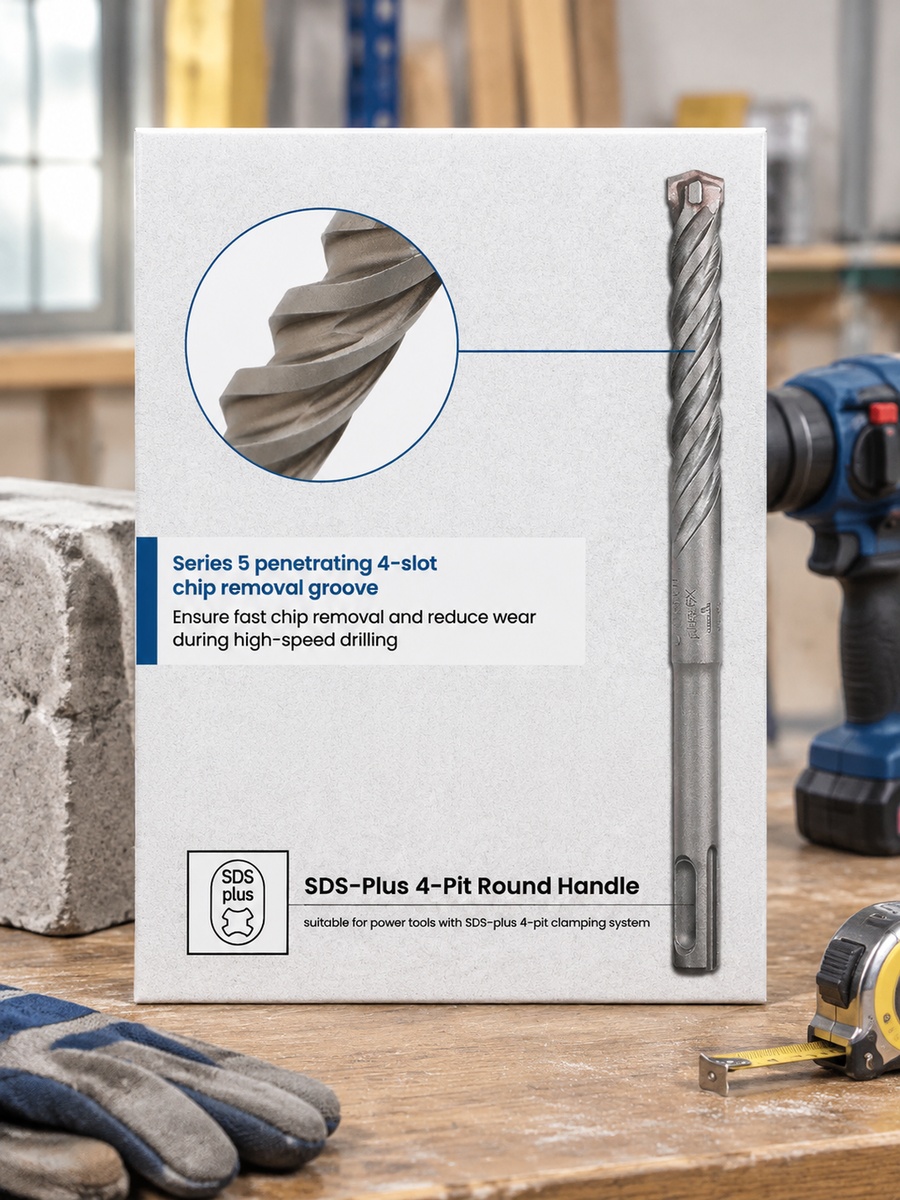 Series 5 penetrating 4-slot
chip removal groove
Ensure fast chip removal and reduce wear
during high-speed drilling
SDS
plus
SDS-Plus 4-Pit Round Handle
suitable for power tools with SDS-plus 4-pit clamping system